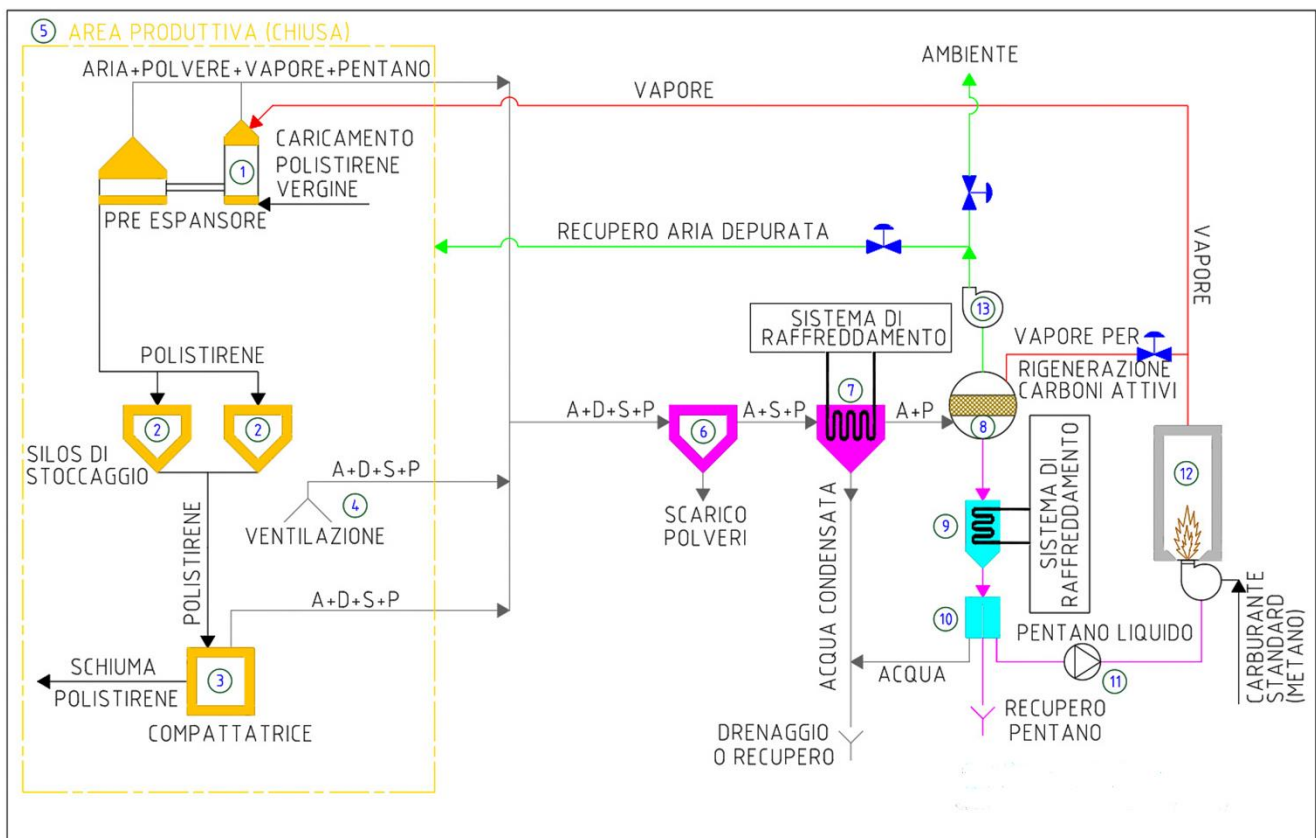 5 AREA PRODUTTIVA (CHIUSA)
ARIA+POLVERE+VAPORE+PENTANO
AMBIENTE
VAPORE
1
CARICAMENTO
POLISTIRENE
VERGINE
PRE ESPANSORE
RECUPERO ARIA DEPURATA
VAPORE
13
SISTEMA DI
RAFFREDDAMENTO
VAPORE PER
RIGENERAZIONE
CARBONI ATTIVI
POLISTIRENE
2
2
SILOS DI
STOCCAGGIO
A+D+S+P
6
A+S+P
7
A+P
8
SCARICO
POLVERI
A+D+S+P
4
VENTILAZIONE
POLISTIRENE
ACQUA CONDENSATA
9
SISTEMA DI
RAFFREDDAMENTO
12
CARBURANTE
STANDARD
(METANO)
A+D+S+P
10
PENTANO LIQUIDO
11
ACQUA
SCHIUMA
POLISTIRENE
3
COMPATTATRICE
DRENAGGIO
O RECUPERO
RECUPERO
PENTANO